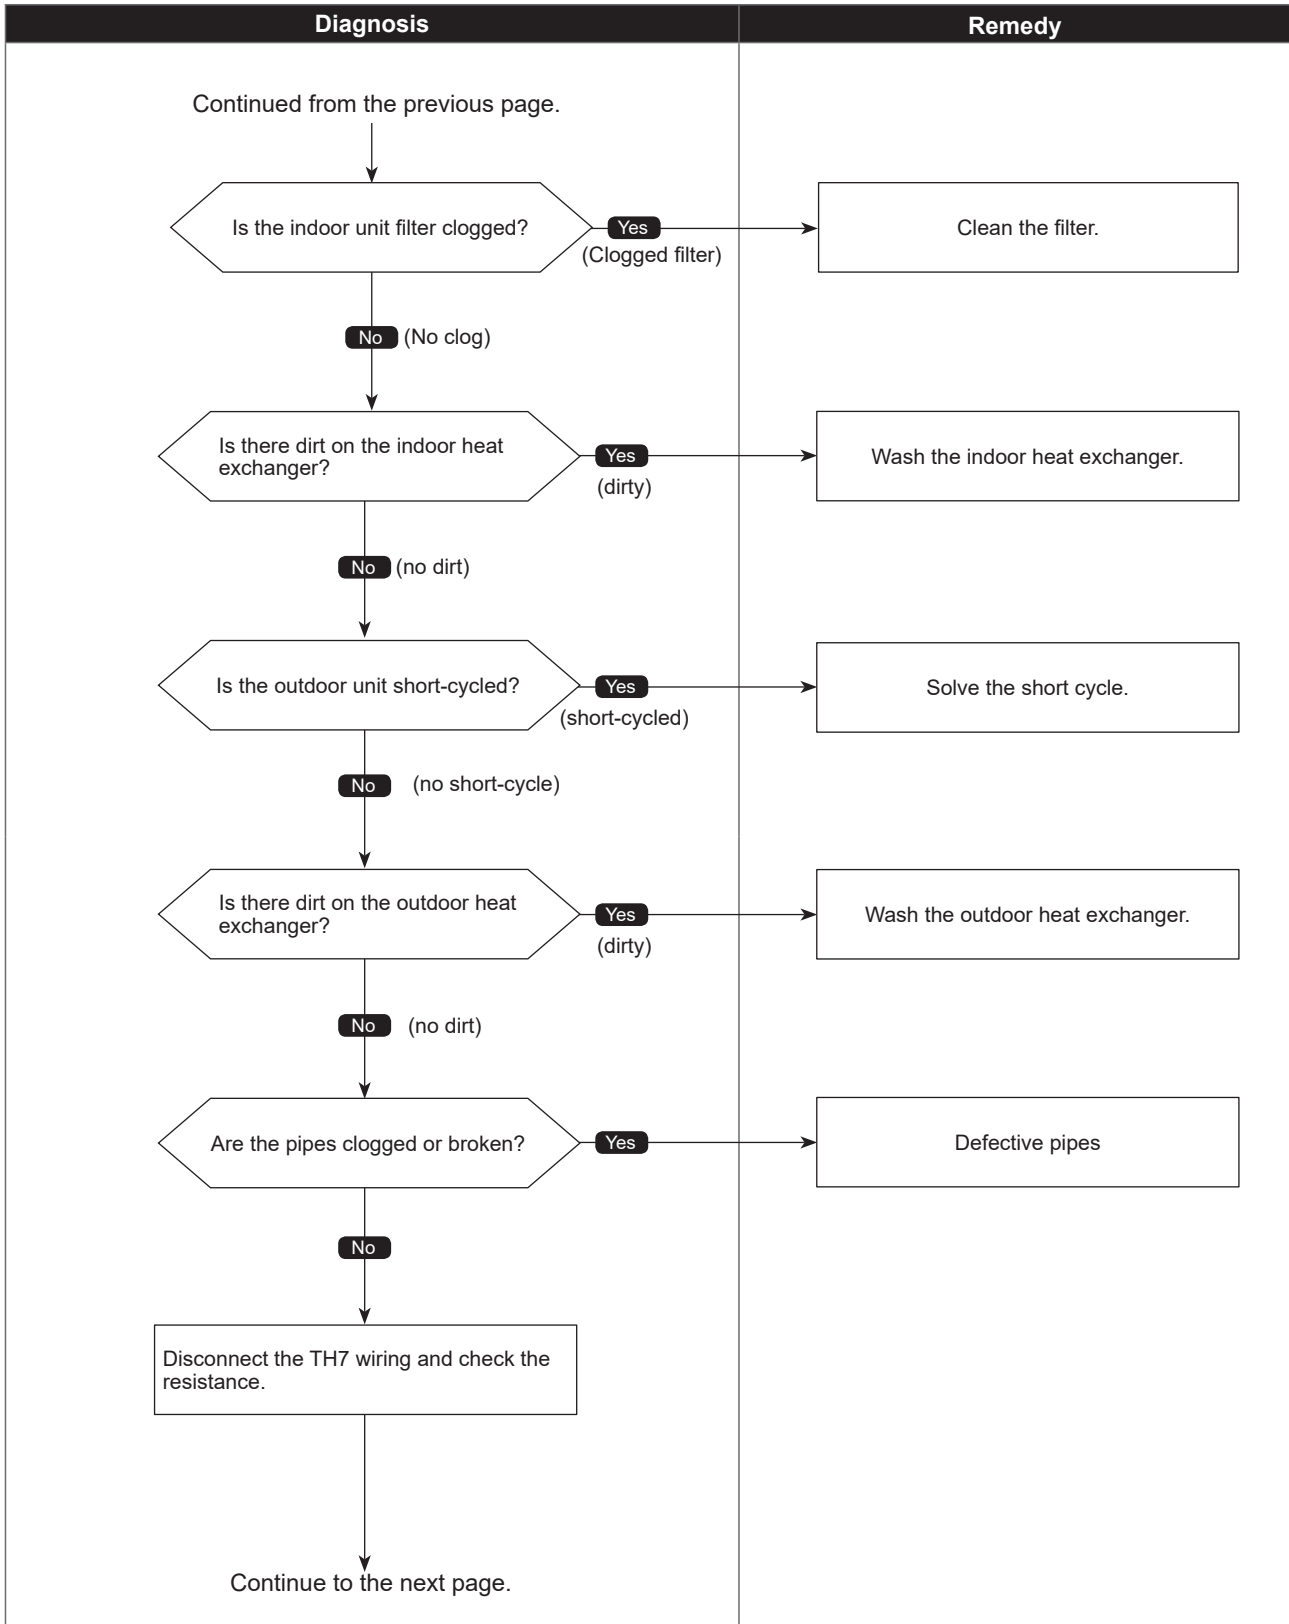 Diagnosis
Remedy
Continued from the previous page.
Is the indoor unit filter clogged?
Yes
(Clogged filter)
Clean the filter.
No (No clog)
Is there dirt on the indoor heat
exchanger?
Yes
(dirty)
Wash the indoor heat exchanger.
No (no dirt)
Is the outdoor unit short-cycled?
Yes
(short-cycled)
Solve the short cycle.
No (no short-cycle)
Is there dirt on the outdoor heat
exchanger?
Yes
(dirty)
Wash the outdoor heat exchanger.
No (no dirt)
Are the pipes clogged or broken?
Yes
Defective pipes
No
Disconnect the TH7 wiring and check the
resistance.
Continue to the next page.